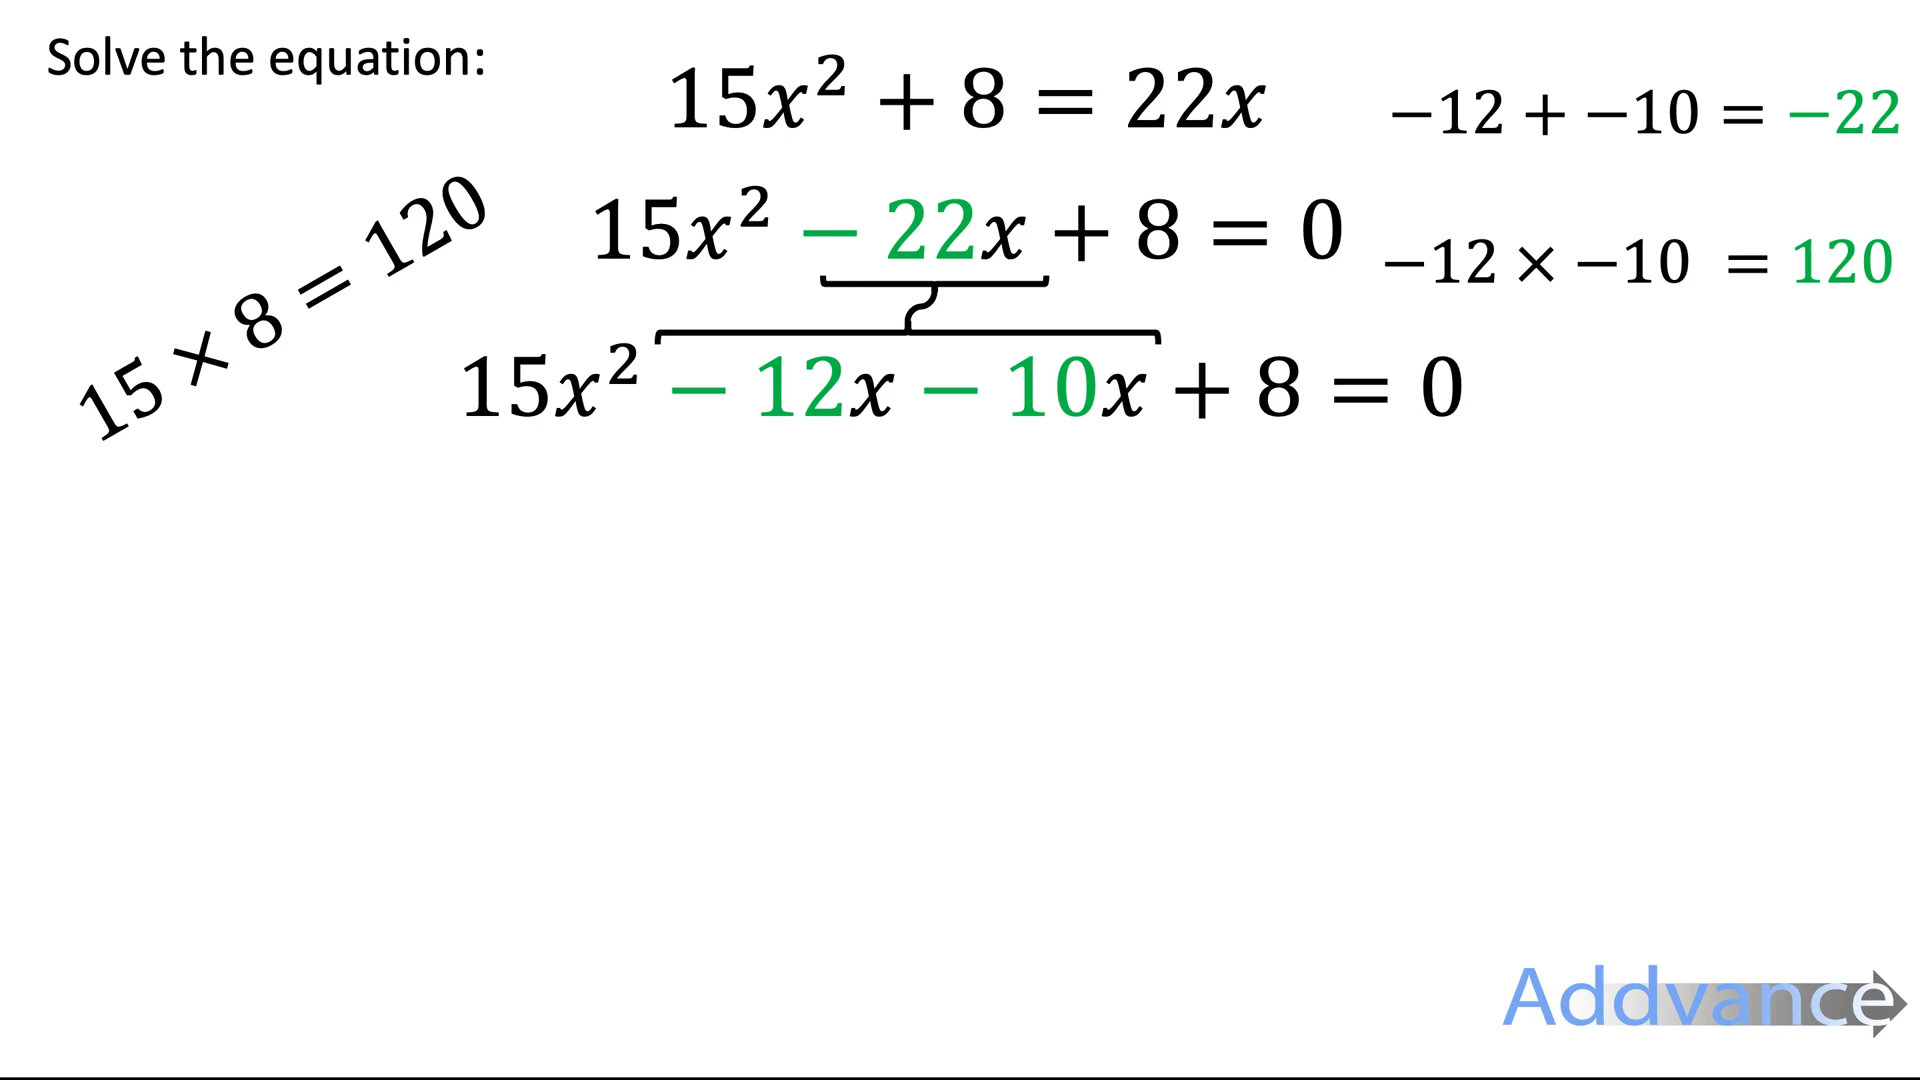 Solve the equation:
15x² + 8 = 22x
−12 + −10 = −22
15x² − 22x + 8 = 0
−12 × −10 = 120
15 × 8 = 120
15x² − 12x − 10x + 8 = 0
Addvance